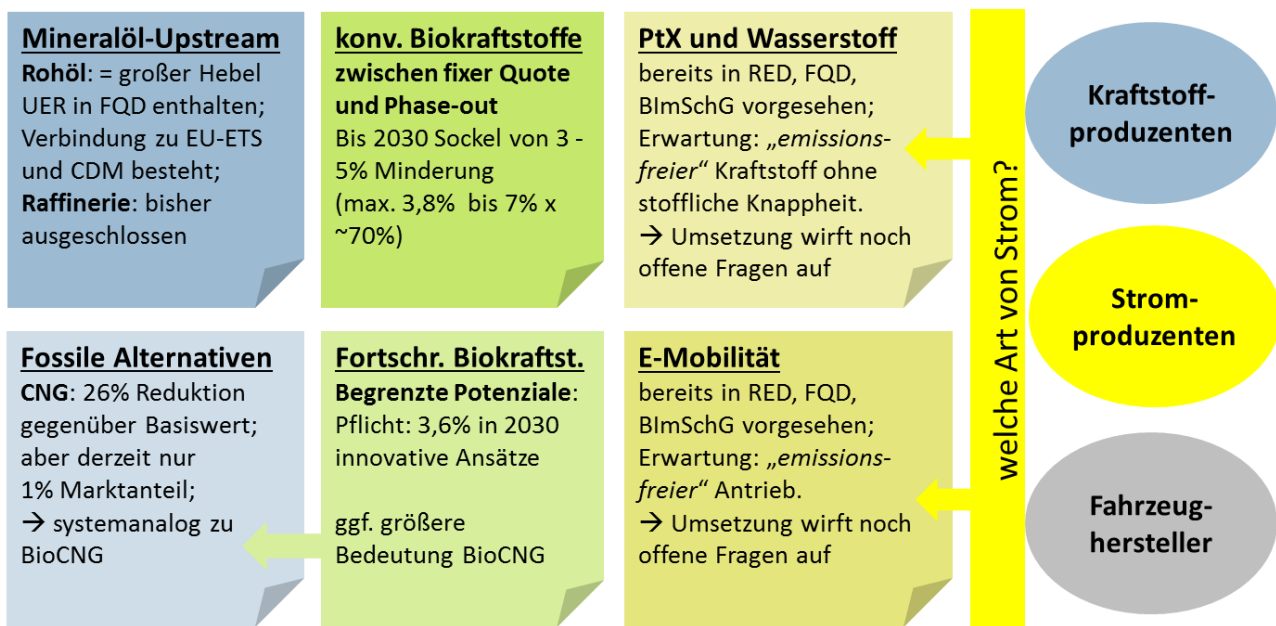 Mineralöl-Upstream
Rohöl: = großer Hebel
UER in FQD enthalten;
Verbindung zu EU-ETS
und CDM besteht;
Raffinerie: bisher
ausgeschlossen
konv. Biokraftstoffe
zwischen fixer Quote
und Phase-out
Bis 2030 Sockel von 3 -
5% Minderung
(max. 3,8%  bis 7% x
~70%)
PtX und Wasserstoff
bereits in RED, FQD,
BImSchG vorgesehen;
Erwartung: „emissions-
freier“ Kraftstoff ohne
stoffliche Knappheit.
→ Umsetzung wirft noch
offene Fragen auf
Fossile Alternativen
CNG: 26% Reduktion
gegenüber Basiswert;
aber derzeit nur
1% Marktanteil;
→ systemanalog zu
BioCNG
Fortschr. Biokraftst.
Begrenzte Potenziale:
Pflicht: 3,6% in 2030
innovative Ansätze
ggf. größere
Bedeutung BioCNG
E-Mobilität
bereits in RED, FQD,
BImSchG vorgesehen;
Erwartung: „emissions-
freier“ Antrieb.
→ Umsetzung wirft noch
offene Fragen auf
welche Art von Strom?
Kraftstoff-
produzenten
Strom-
produzenten
Fahrzeug-
hersteller